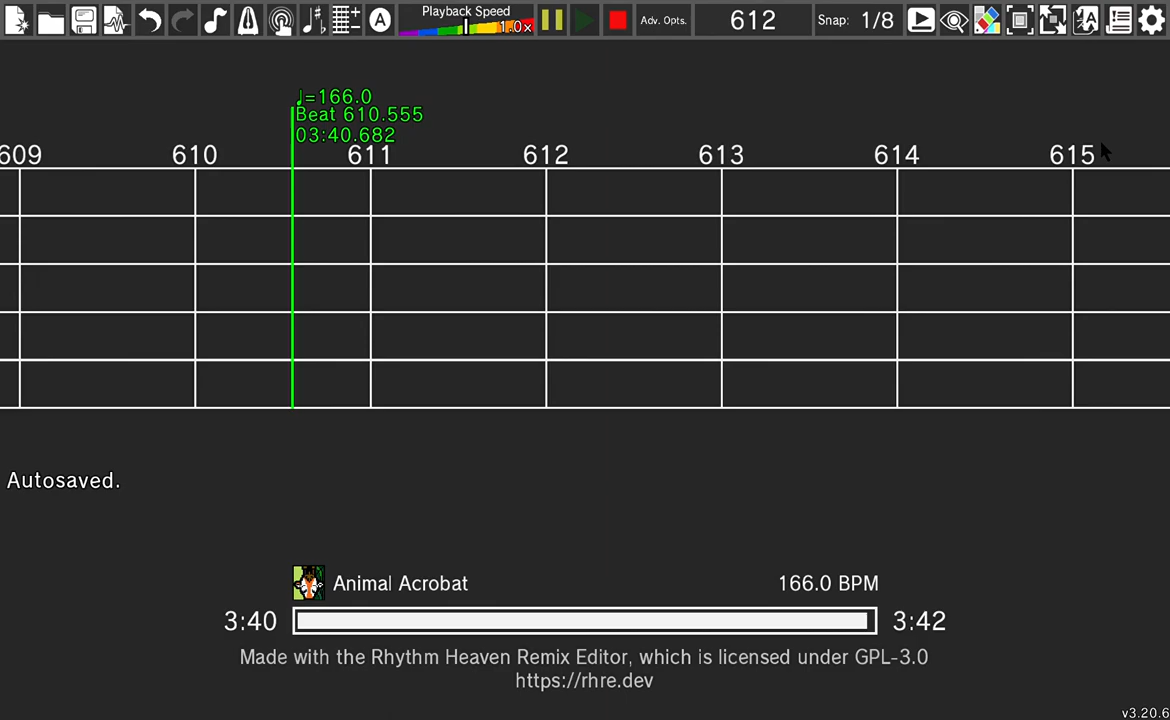 Playback Speed
1.0x
A
Adv. Opts.
612
Snap: 1/8
A
♩=166.0
Beat 610.555
03:40.682
609 610 611 612 613 614 615
Autosaved.
Animal Acrobat 166.0 BPM
3:40 3:42
Made with the Rhythm Heaven Remix Editor, which is licensed under GPL-3.0
https://rhre.dev
v3.20.6